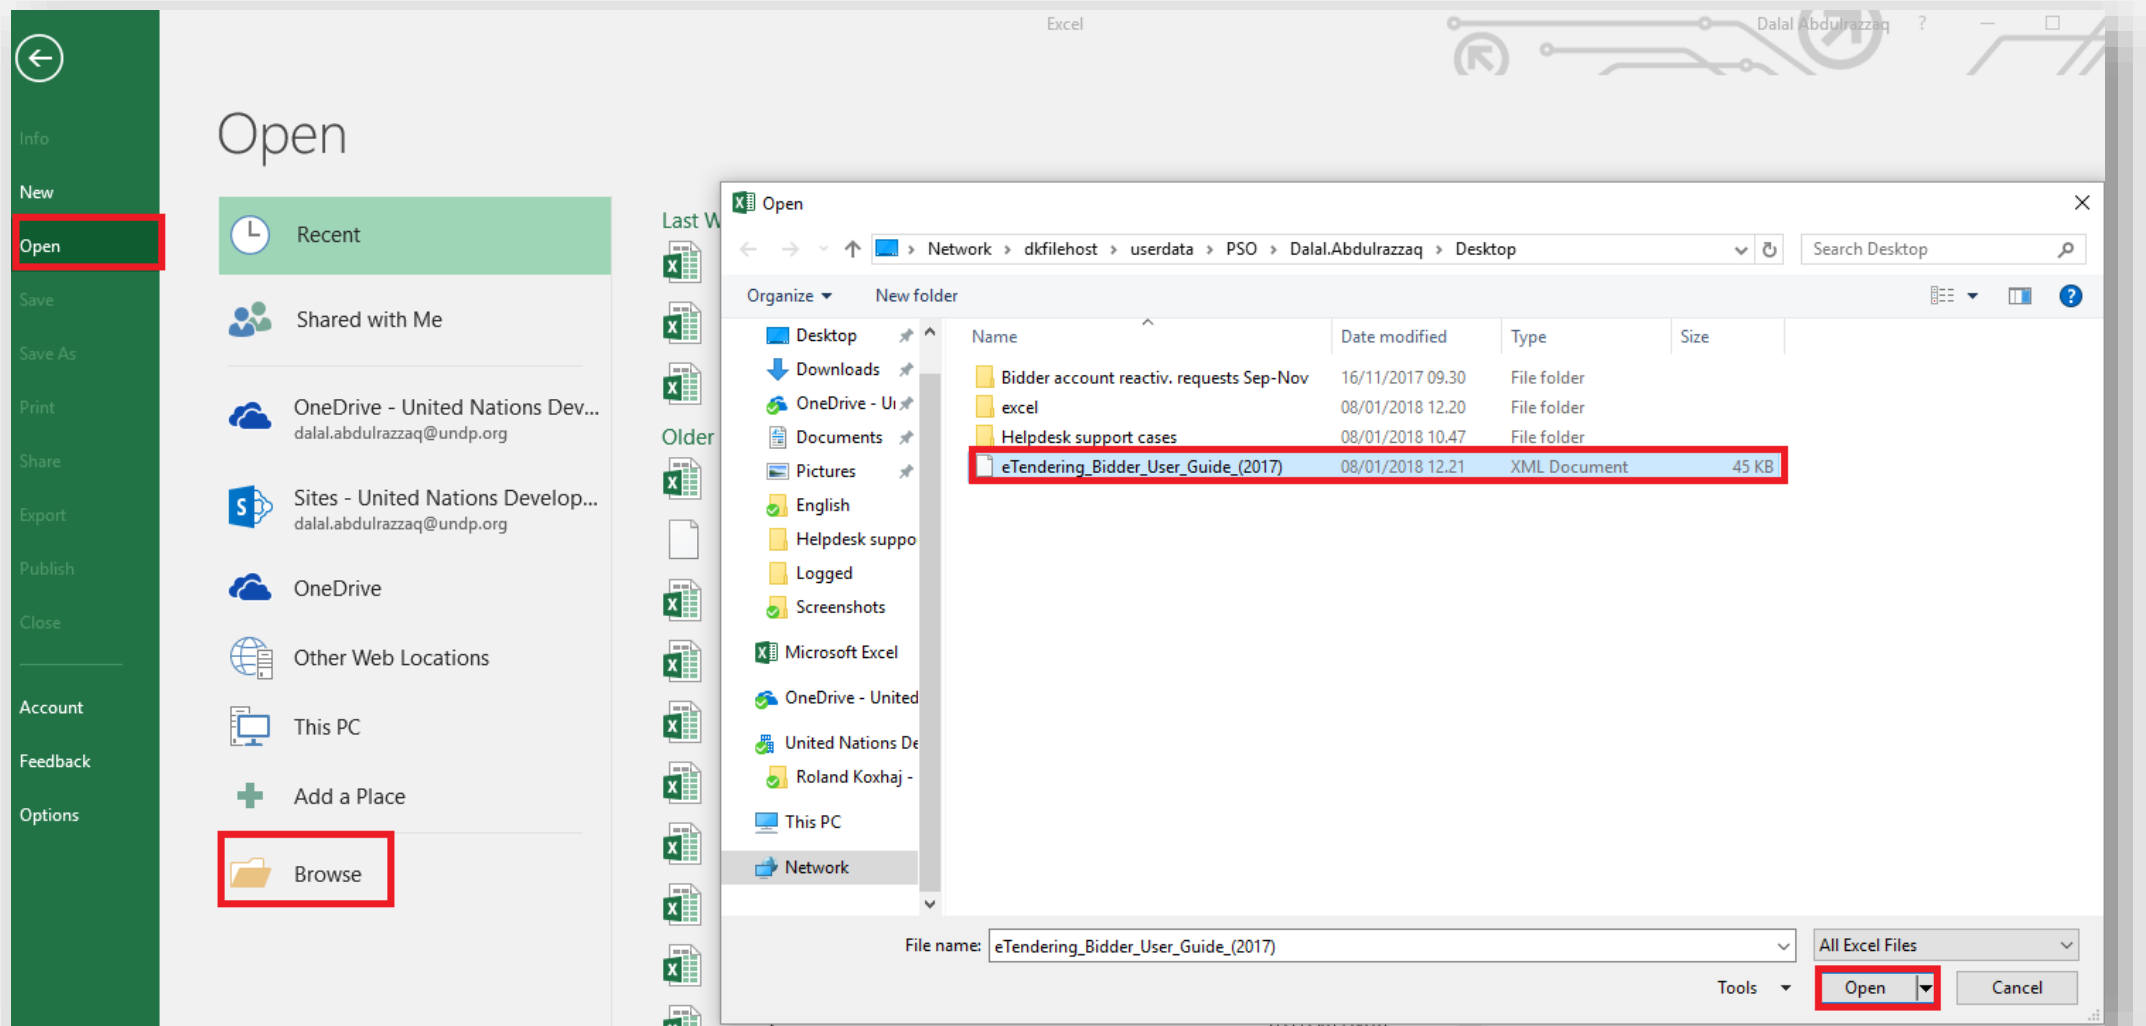 Excel
Dalal Abdulrazzaq ?
Info
New
Open
Save
Save As
Print
Share
Export
Publish
Close
Account
Feedback
Options
Open
Recent
Shared with Me
OneDrive - United Nations Dev...
dalal.abdulrazzaq@undp.org
Sites - United Nations Develop...
dalal.abdulrazzaq@undp.org
OneDrive
Other Web Locations
This PC
Add a Place
Browse
Last W
Older
Open
Network › dkfilehost › userdata › PSO › Dalal.Abdulrazzaq › Desktop
Search Desktop
Organize
New folder
Desktop
Downloads
OneDrive - Ui
Documents
Pictures
English
Helpdesk suppo
Logged
Screenshots
Microsoft Excel
OneDrive - United
United Nations De
Roland Koxhaj -
This PC
Network
Name Date modified Type Size
Bidder account reactiv. requests Sep-Nov 16/11/2017 09.30 File folder
excel 08/01/2018 12.20 File folder
Helpdesk support cases 08/01/2018 10.47 File folder
eTendering_Bidder_User_Guide_(2017) 08/01/2018 12.21 XML Document 45 KB
File name: eTendering_Bidder_User_Guide_(2017)
All Excel Files
Tools
Open
Cancel